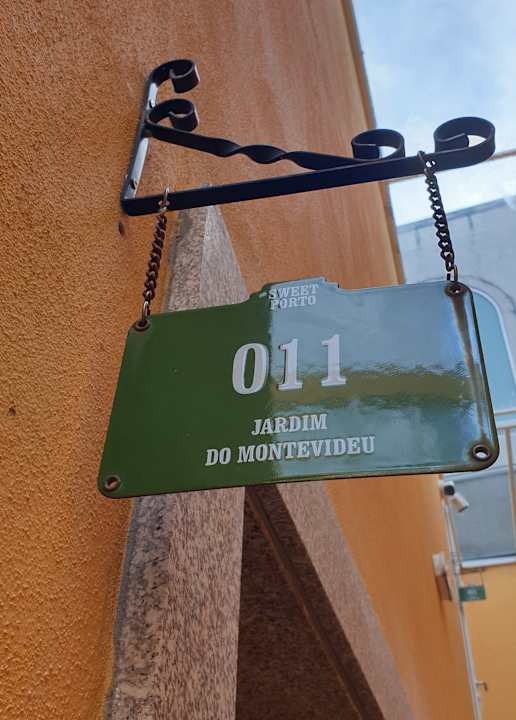 SWEET
PORTO
011
JARDIM
DO MONTEVIDEU